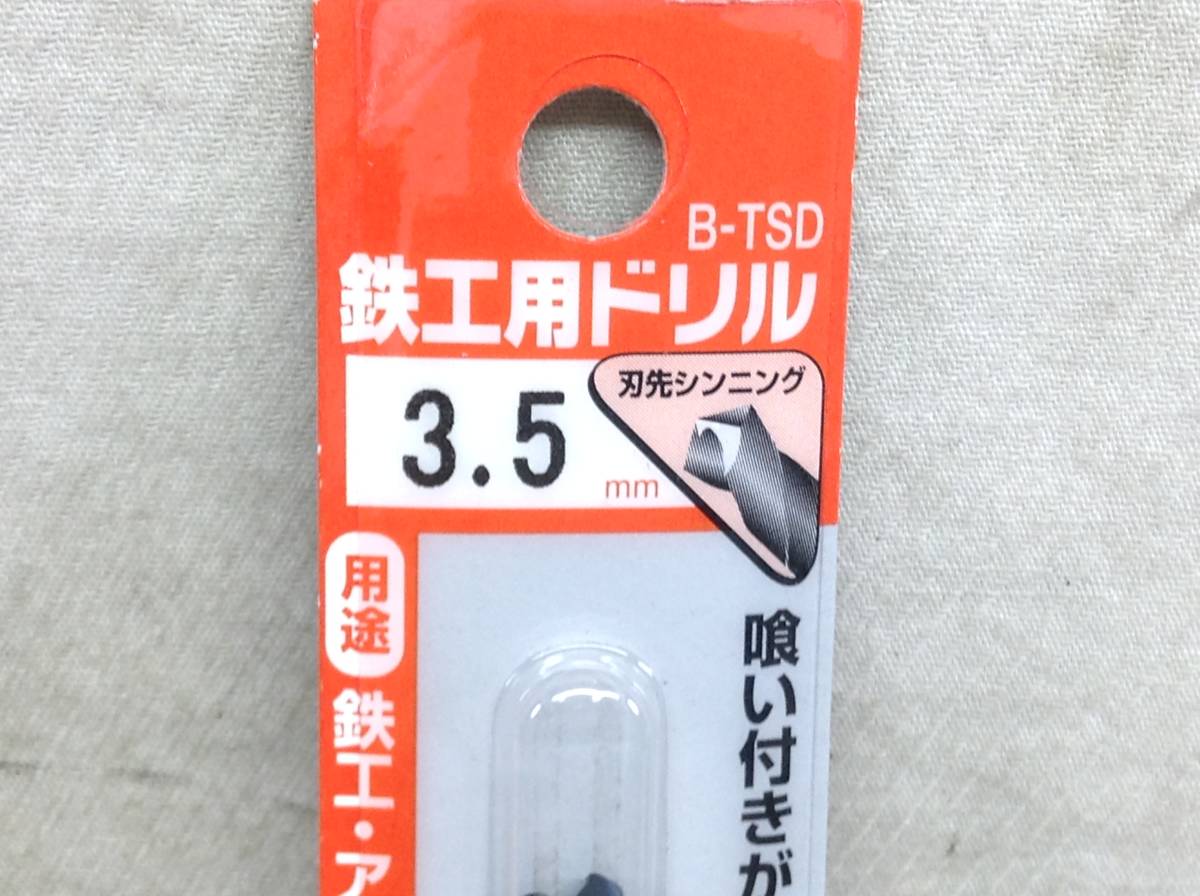 B-TSD
鉄工用ドリル
刃先シンニング
3.5 mm
用途
鉄工・ア
喰い付きが